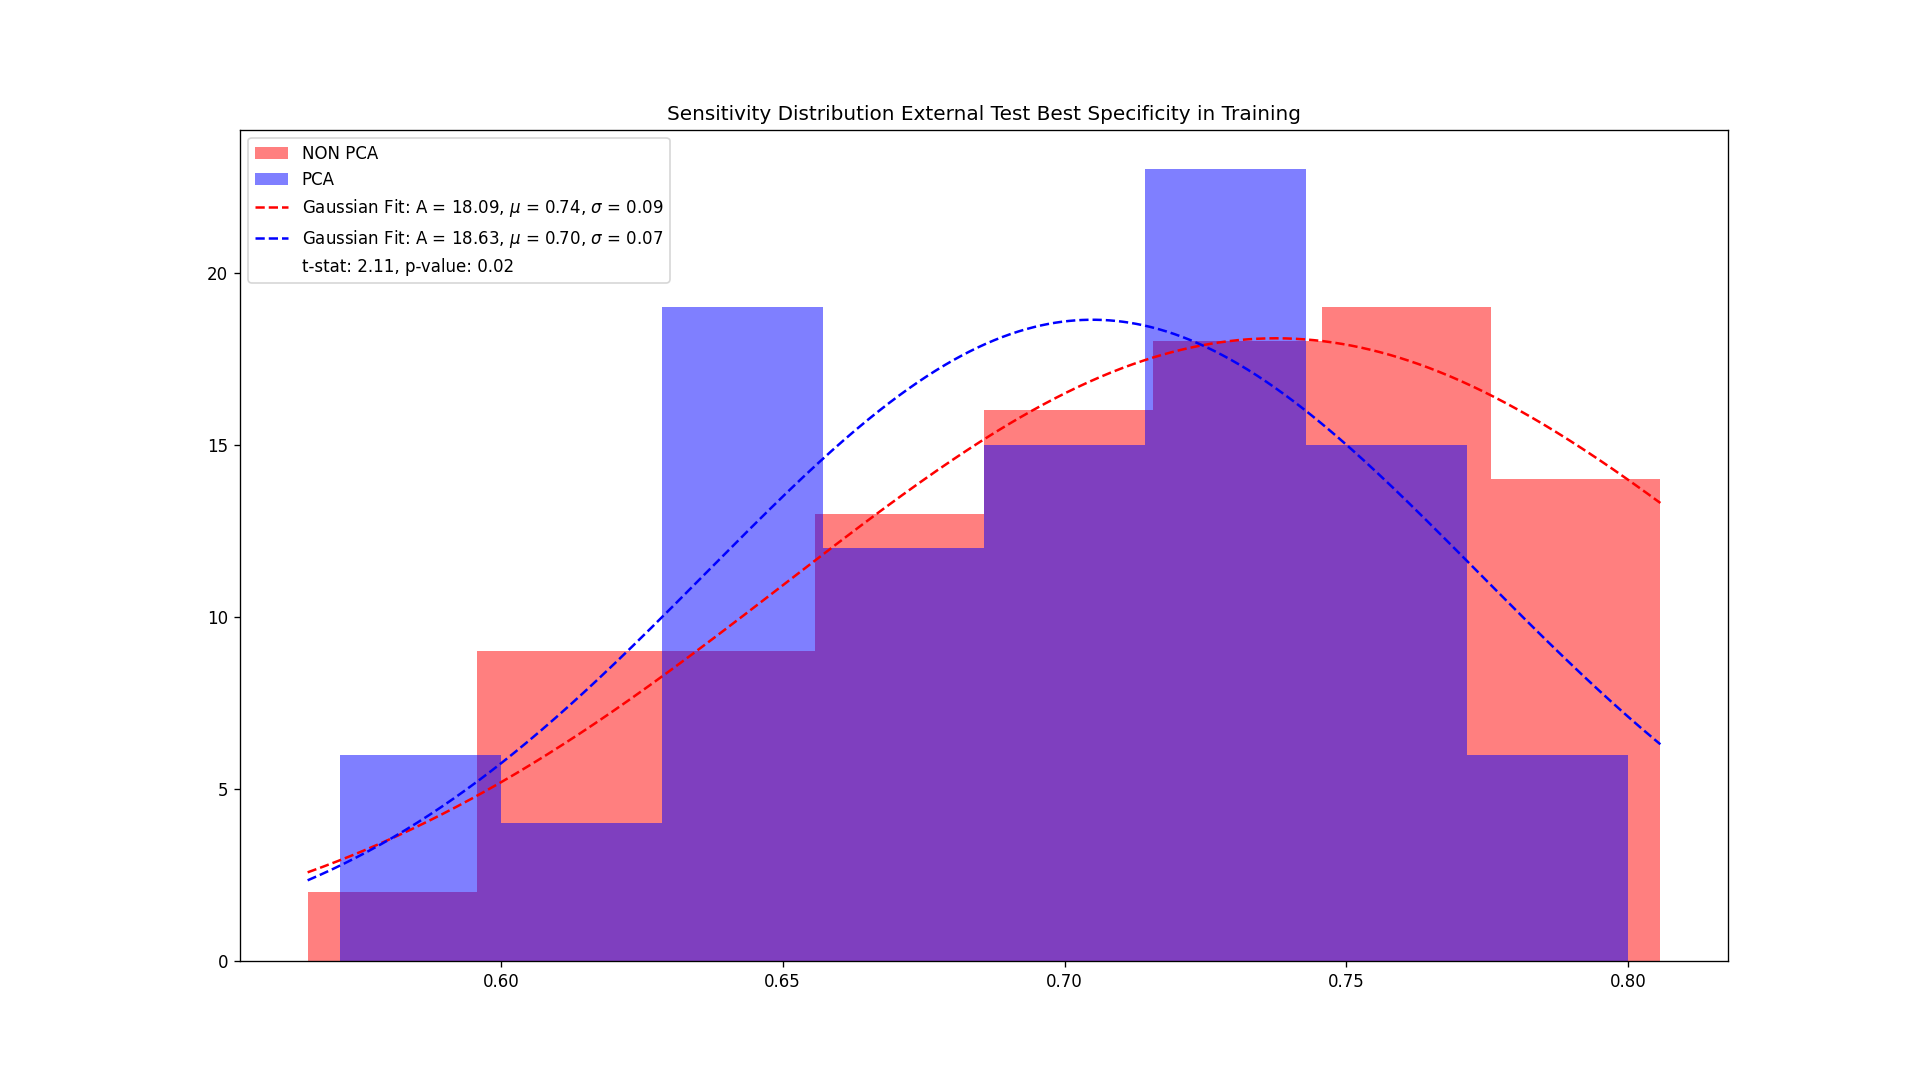 Sensitivity Distribution External Test Best Specificity in Training
NON PCA
PCA
Gaussian Fit: A = 18.09, μ = 0.74, σ = 0.09
Gaussian Fit: A = 18.63, μ = 0.70, σ = 0.07
t-stat: 2.11, p-value: 0.02
20
15
10
5
0
0.60 0.65 0.70 0.75 0.80